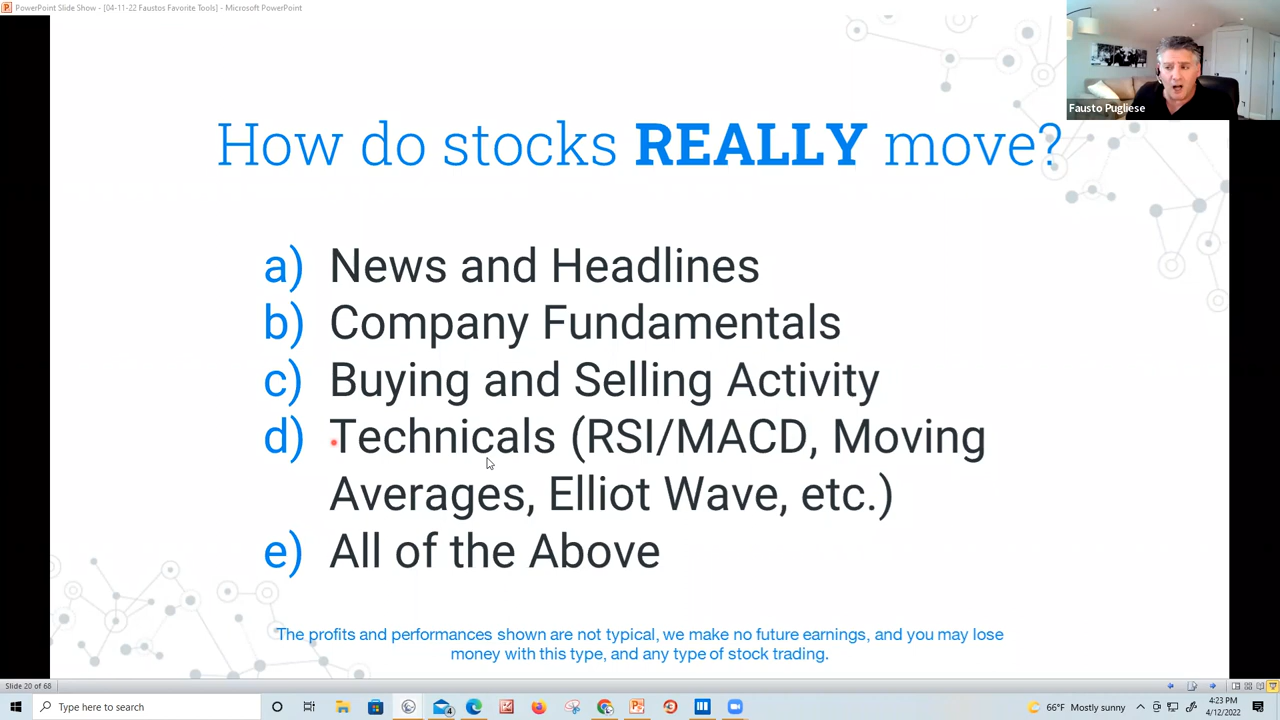 PowerPoint Slide Show - [04-11-22 Faustos Favorite Tools] - Microsoft PowerPoint
Fausto Pugliese
How do stocks REALLY move?
a) News and Headlines
b) Company Fundamentals
c) Buying and Selling Activity
d) Technicals (RSI/MACD, Moving
Averages, Elliot Wave, etc.)
e) All of the Above
The profits and performances shown are not typical, we make no future earnings, and you may lose
money with this type, and any type of stock trading.
Slide 20 of 68
Type here to search
4
66°F Mostly sunny
4:23 PM
4/12/2022